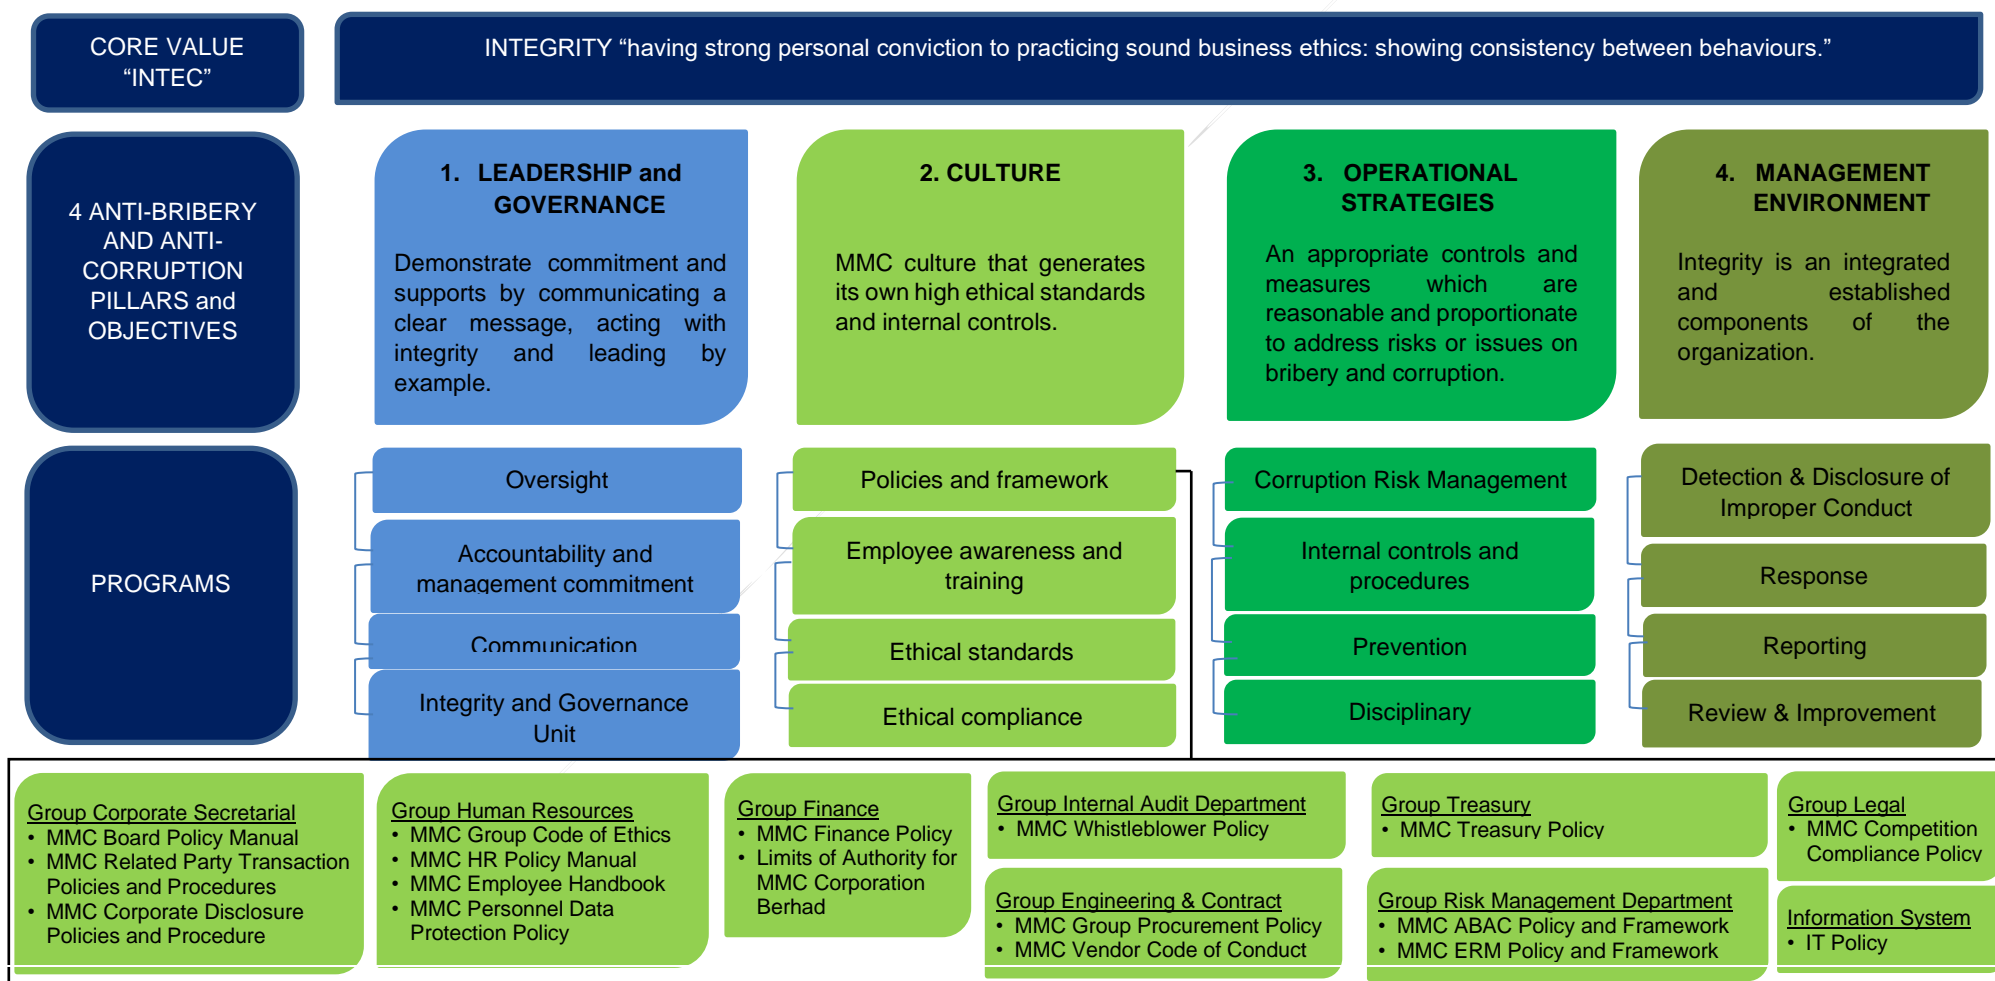 CORE VALUE
“INTEC”
INTEGRITY “having strong personal conviction to practicing sound business ethics: showing consistency between behaviours.”
4 ANTI-BRIBERY
AND ANTI-
CORRUPTION
PILLARS and
OBJECTIVES
1. LEADERSHIP and
GOVERNANCE
Demonstrate commitment and
supports by communicating a
clear message, acting with
integrity and leading by
example.
2. CULTURE
MMC culture that generates
its own high ethical standards
and internal controls.
3. OPERATIONAL
STRATEGIES
An appropriate controls and
measures which are
reasonable and proportionate
to address risks or issues on
bribery and corruption.
4. MANAGEMENT
ENVIRONMENT
Integrity is an integrated
and established
components of the
organization.
PROGRAMS
Oversight
Accountability and
management commitment
Communication
Integrity and Governance
Unit
Policies and framework
Employee awareness and
training
Ethical standards
Ethical compliance
Corruption Risk Management
Internal controls and
procedures
Prevention
Disciplinary
Detection & Disclosure of
Improper Conduct
Response
Reporting
Review & Improvement
Group Corporate Secretarial
• MMC Board Policy Manual
• MMC Related Party Transaction
Policies and Procedures
• MMC Corporate Disclosure
Policies and Procedure
Group Human Resources
• MMC Group Code of Ethics
• MMC HR Policy Manual
• MMC Employee Handbook
• MMC Personnel Data
Protection Policy
Group Finance
• MMC Finance Policy
• Limits of Authority for
MMC Corporation
Berhad
Group Internal Audit Department
• MMC Whistleblower Policy
Group Engineering & Contract
• MMC Group Procurement Policy
• MMC Vendor Code of Conduct
Group Treasury
• MMC Treasury Policy
Group Risk Management Department
• MMC ABAC Policy and Framework
• MMC ERM Policy and Framework
Group Legal
• MMC Competition
Compliance Policy
Information System
• IT Policy